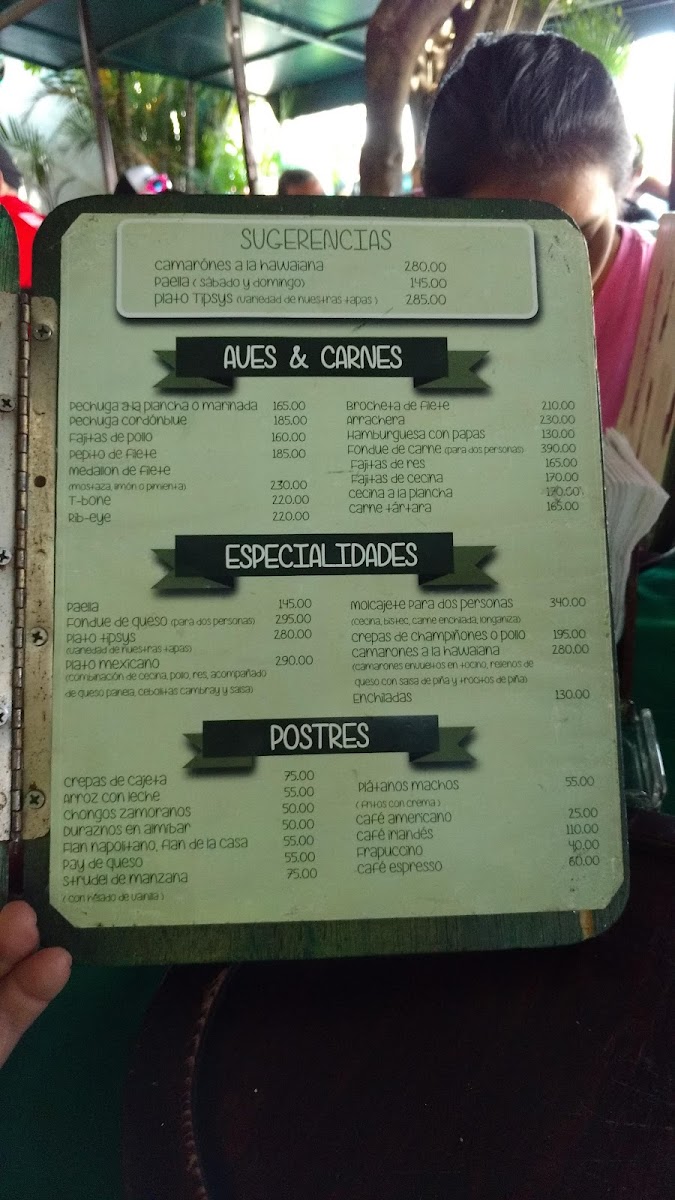 SUGERENCIAS
camarónes a la hawaiana 280.00
paella ( sábado y domingo) 145.00
plato Tipsys (variedad de nuestras tapas ) 285.00
AVES & CARNES
pechuga a la plancha o marinada 165.00
pechuga cordónblue 185.00
Fajitas de pollo 160.00
pepito de filete 185.00
medallon de filete
(mostaza, limón o pimienta) 230.00
T-bone 220.00
Rib-eye 220.00
Brocheta de filete 210.00
Arrachera 230.00
Hamburguesa con papas 130.00
Fondue de carne (para dos personas) 390.00
Fajitas de res 165.00
Fajitas de cecina 170.00
cecina a la plancha 170.00
carne tártara 165.00
ESPECIALIDADES
paella 145.00
Fondue de queso (para dos personas) 295.00
plato tipsys 280.00
(variedad de nuestras tapas)
plato mexicano 290.00
(combinación de cecina, pollo, res, acompañado
de queso panela, cebollitas cambray y salsa)
molcajete para dos personas 340.00
(cecina, bistec, carne enchilada, longaniza)
crepas de champiñones o pollo 195.00
camarones a la hawaiana 280.00
(camarones envueltos en tocino, rellenos de
queso con salsa de piña y trocitos de piña)
Enchiladas 130.00
POSTRES
crepas de cajeta 75.00
Arroz con leche 55.00
chongos zamoranos 50.00
Duraznos en almibar 50.00
Flan napolitano, flan de la casa 55.00
pay de queso 55.00
strudel de manzana 75.00
( con helado de vainilla )
plátanos machos 55.00
( Fritos con crema )
café americano 25.00
café irlandés 110.00
Frapuccino 40.00
café espresso 60.00